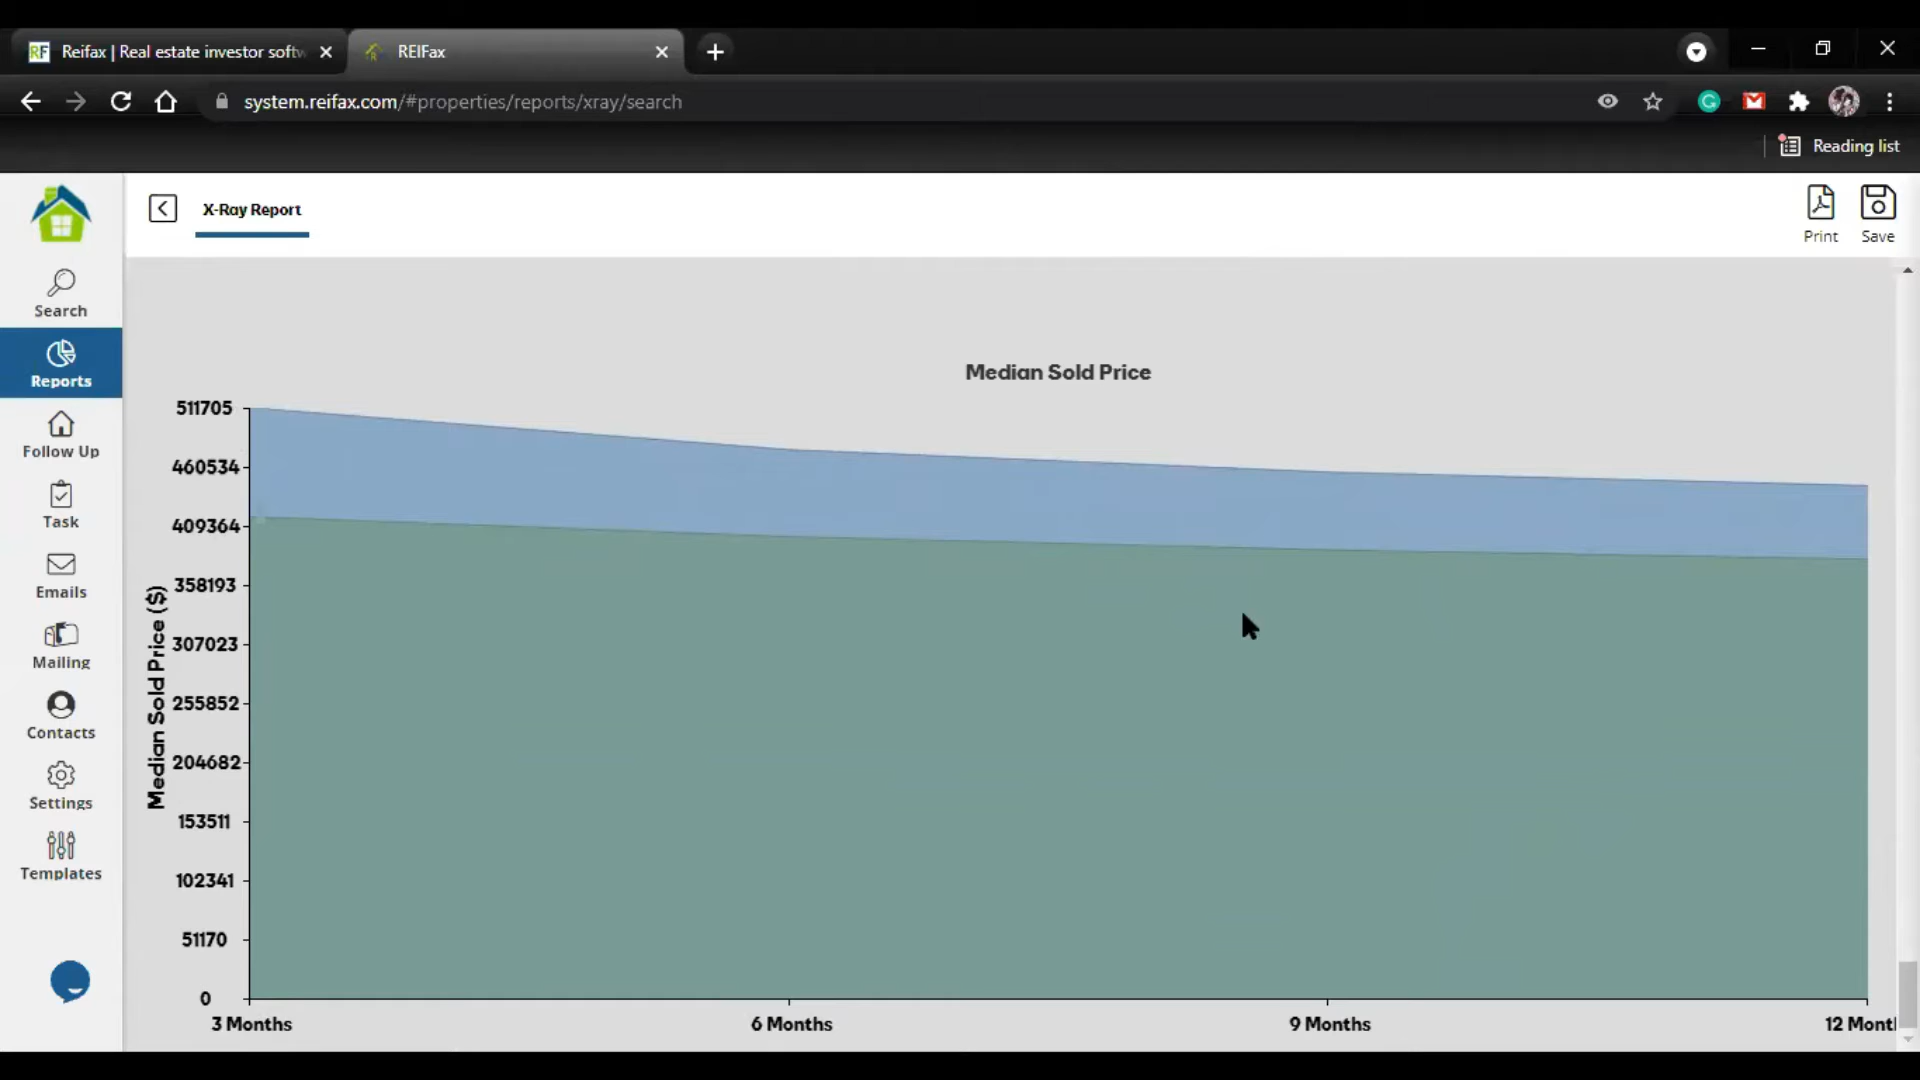 RF Reifax | Real estate investor softw
REIFax
system.reifax.com/#properties/reports/xray/search
Reading list
X-Ray Report
Print
Save
Search
Reports
Follow Up
Task
Emails
Mailing
Contacts
Settings
Templates
Median Sold Price
Median Sold Price ($)
511705
460534
409364
358193
307023
255852
204682
153511
102341
51170
0
3 Months
6 Months
9 Months
12 Mont